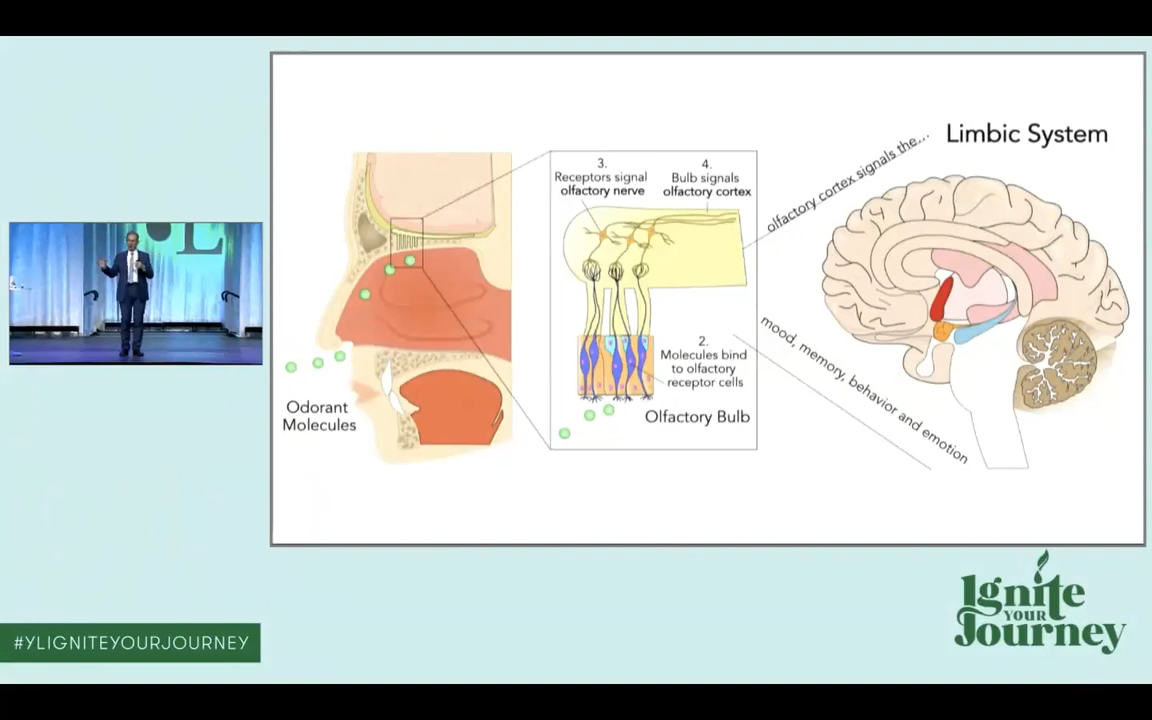 Limbic System
olfactory cortex signals the...
3.
Receptors signal
olfactory nerve
4.
Bulb signals
olfactory cortex
2.
Molecules bind
to olfactory
receptor cells
Olfactory Bulb
mood, memory, behavior and emotion
Odorant
Molecules
#YLIGNITEYOURJOURNEY
Ignite
YOUR
Journey